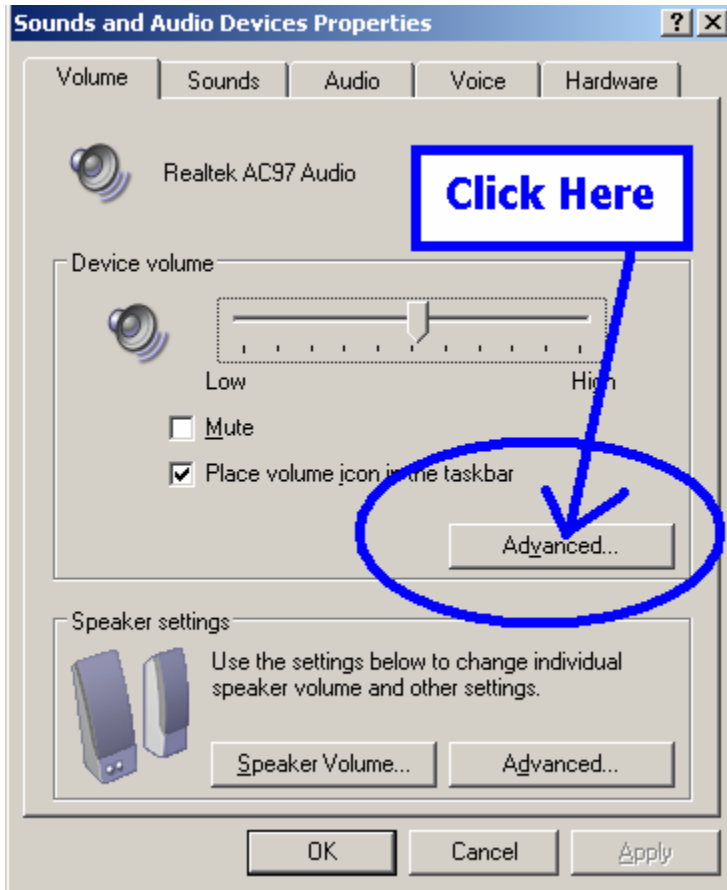 Sounds and Audio Devices Properties
Volume
Sounds
Audio
Voice
Hardware
Realtek AC97 Audio
Click Here
Device volume
Low
High
Mute
Place volume icon in the taskbar
Advanced...
Speaker settings
Use the settings below to change individual
speaker volume and other settings.
Speaker Volume...
Advanced...
OK
Cancel
Apply